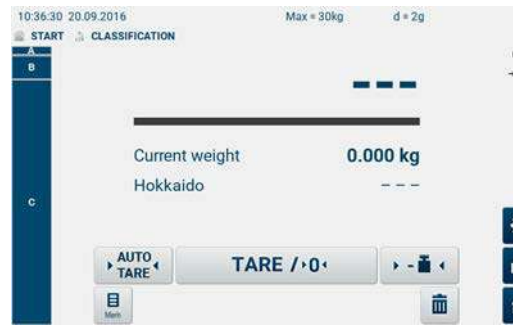 10:36:30 20.09.2016 Max = 30kg d = 2g
START CLASSIFICATION
A
B
---
Current weight 0.000 kg
Hokkaido ---
C
AUTO TARE
TARE / 0
-
Mem